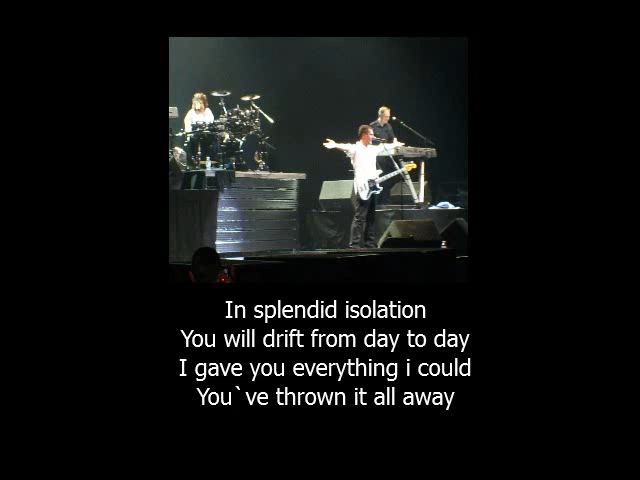 In splendid isolation
You will drift from day to day
I gave you everything i could
You`ve thrown it all away